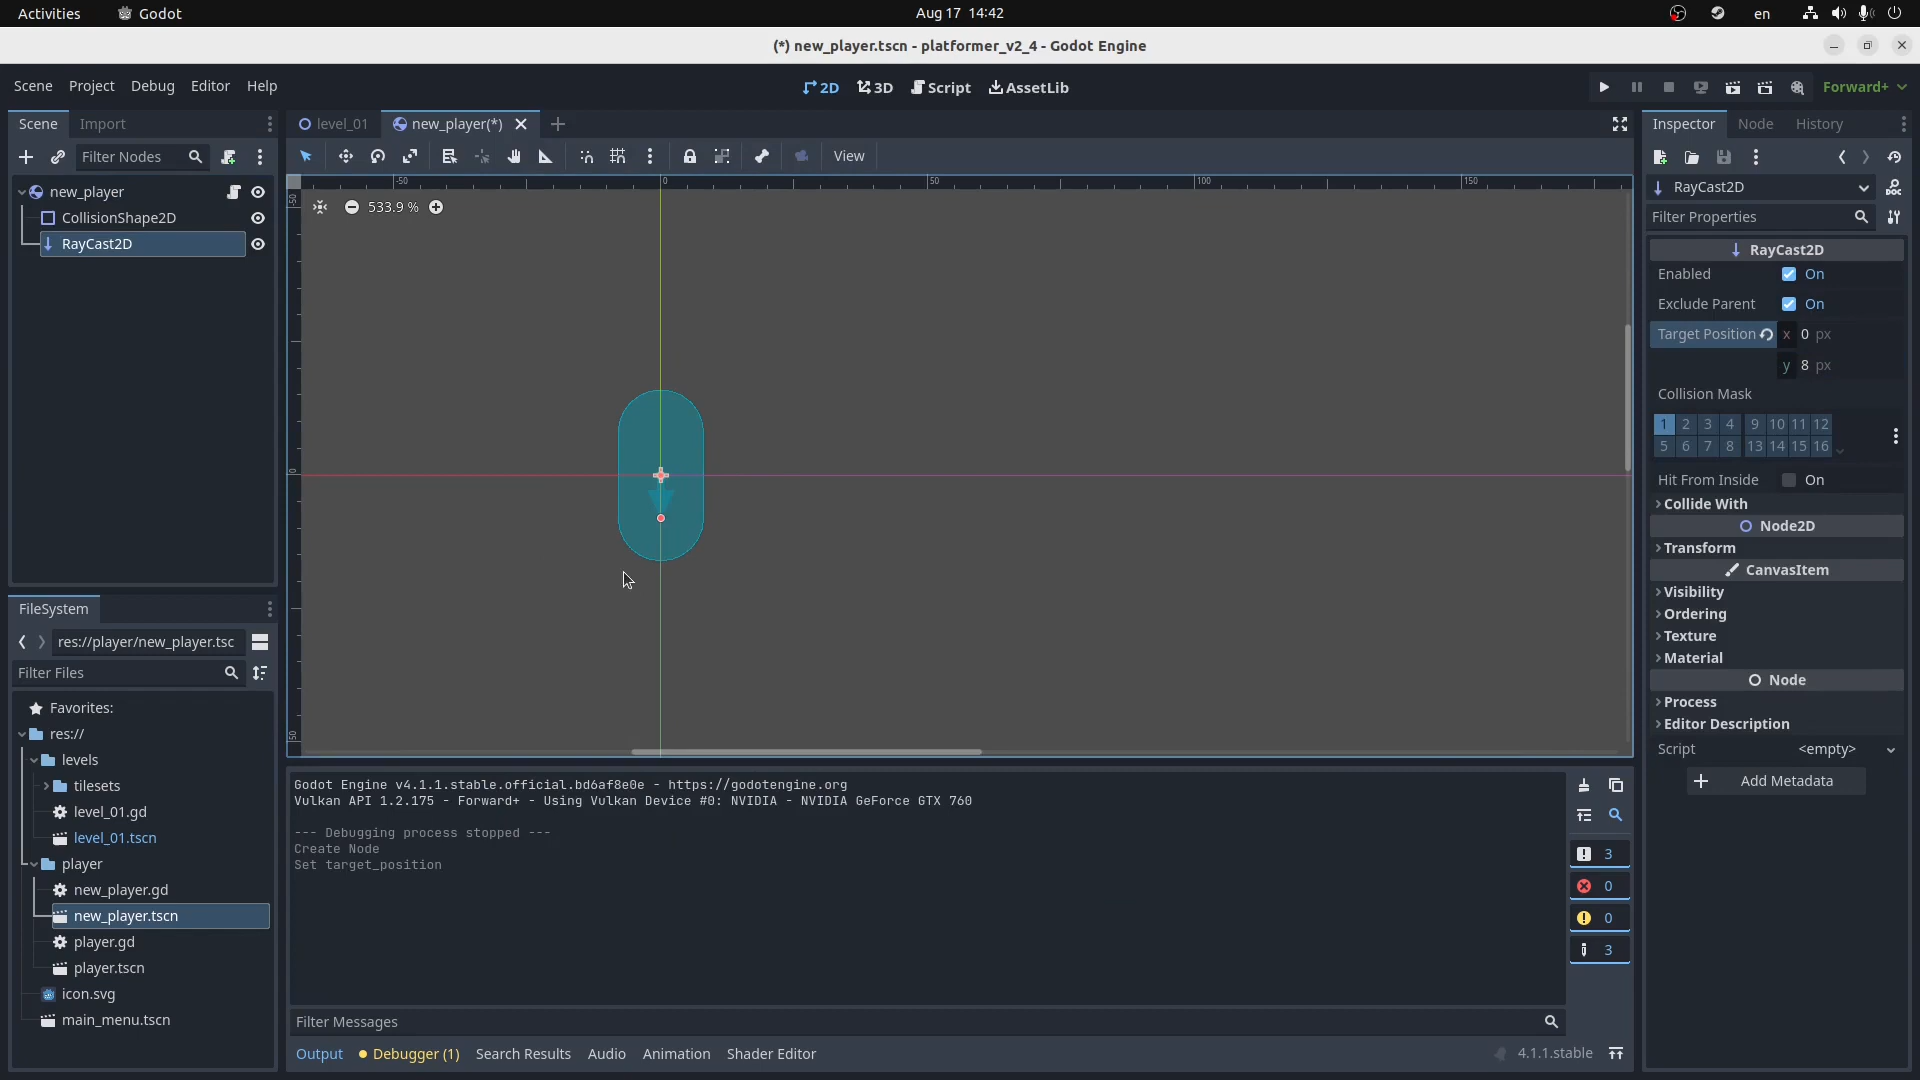 Activities
Godot
Aug 17 14:42
en
(*) new_player.tscn - platformer_v2_4 - Godot Engine
Scene Project Debug Editor Help
2D 3D Script AssetLib
Forward+
Scene Import
level_01
new_player(*)
Inspector Node History
Filter Nodes
View
new_player
CollisionShape2D
RayCast2D
-50 0 50 100 150
-50
0
50
533.9 %
RayCast2D
Filter Properties
RayCast2D
Enabled On
Exclude Parent On
Target Position x 0 px
y 8 px
Collision Mask
1 2 3 4 9 10 11 12
5 6 7 8 13 14 15 16
Hit From Inside On
Collide With
Node2D
Transform
CanvasItem
Visibility
Ordering
Texture
Material
Node
Process
Editor Description
Script <empty>
Add Metadata
FileSystem
res://player/new_player.tsc
Filter Files
Favorites:
res://
levels
tilesets
level_01.gd
level_01.tscn
player
new_player.gd
new_player.tscn
player.gd
player.tscn
icon.svg
main_menu.tscn
Godot Engine v4.1.1.stable.official.bd6af8e0e - https://godotengine.org
Vulkan API 1.2.175 - Forward+ - Using Vulkan Device #0: NVIDIA - NVIDIA GeForce GTX 760
--- Debugging process stopped ---
Create Node
Set target_position
3
0
0
3
Filter Messages
Output Debugger (1) Search Results Audio Animation Shader Editor
4.1.1.stable